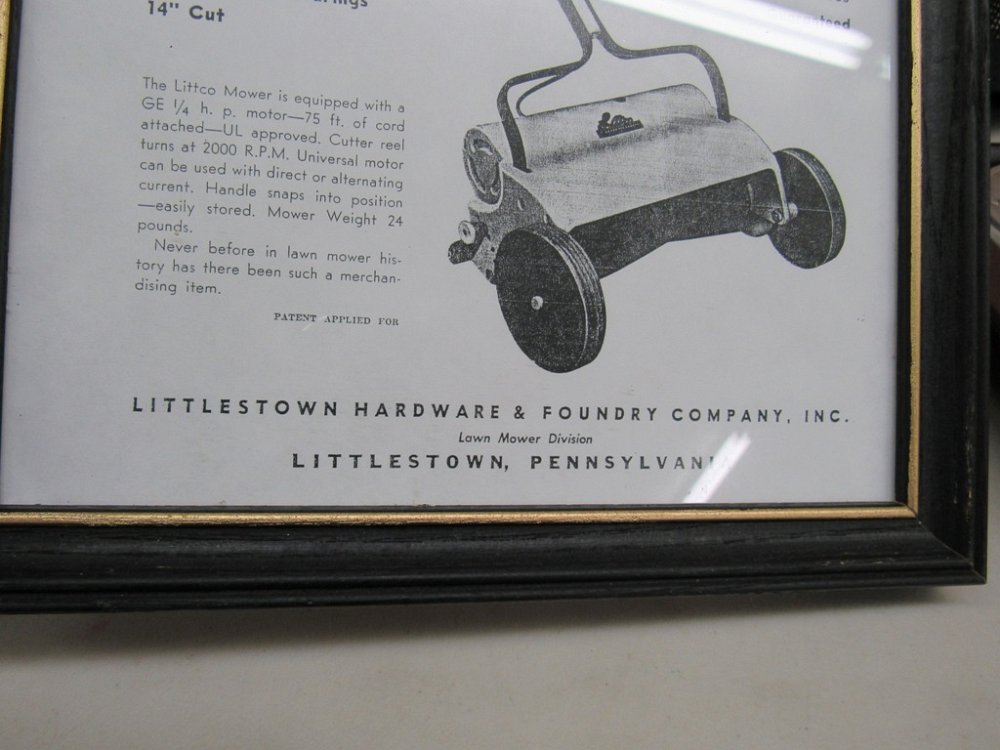 14" Cut
The Littco Mower is equipped with a
GE 1/4 h. p. motor—75 ft. of cord
attached—UL approved. Cutter reel
turns at 2000 R.P.M. Universal motor
can be used with direct or alternating
current. Handle snaps into position
—easily stored. Mower Weight 24
pounds.
Never before in lawn mower his-
tory has there been such a merchan-
dising item.
PATENT APPLIED FOR
LITTLESTOWN HARDWARE & FOUNDRY COMPANY, INC.
Lawn Mower Division
LITTLESTOWN, PENNSYLVANIA